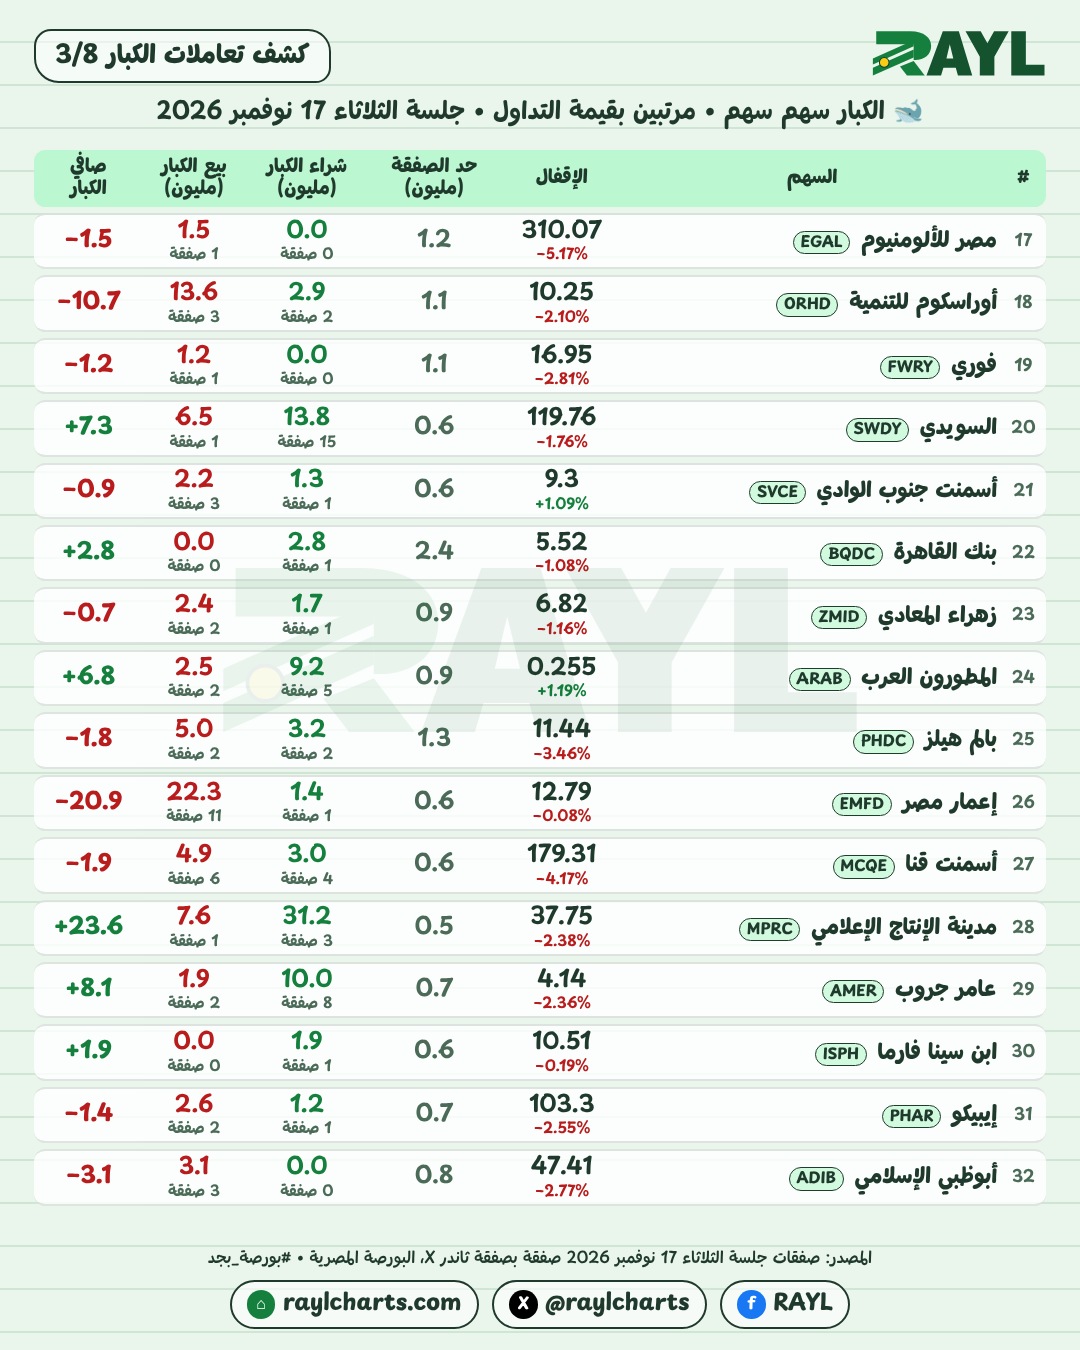 RAYL
كشف تعاملات الكبار 3/8
🐋 الكبار سهم سهم • مرتبين بقيمة التداول • جلسة الثلاثاء 17 نوفمبر 2026
# السهم الإقفال حد الصفقة (مليون) شراء الكبار (مليون) بيع الكبار (مليون) صافي الكبار
17 مصر للألومنيوم EGAL 310.07 1.2 0.0 1.5 −1.5
−5.17% 0 صفقة 1 صفقة
18 أوراسكوم للتنمية ORHD 10.25 1.1 2.9 13.6 −10.7
−2.10% 2 صفقة 3 صفقة
19 فوري FWRY 16.95 1.1 0.0 1.2 −1.2
−2.81% 0 صفقة 1 صفقة
20 السويدي SWDY 119.76 0.6 13.8 6.5 +7.3
−1.76% 15 صفقة 1 صفقة
21 أسمنت جنوب الوادي SVCE 9.3 0.6 1.3 2.2 −0.9
+1.09% 1 صفقة 3 صفقة
22 بنك القاهرة BQDC 5.52 2.4 2.8 0.0 +2.8
−1.08% 1 صفقة 0 صفقة
23 زهراء المعادي ZMID 6.82 0.9 1.7 2.4 −0.7
−1.16% 1 صفقة 2 صفقة
24 المطورون العرب ARAB 0.255 0.9 9.2 2.5 +6.8
+1.19% 5 صفقة 2 صفقة
25 بالم هيلز PHDC 11.44 1.3 3.2 5.0 −1.8
−3.46% 2 صفقة 2 صفقة
26 إعمار مصر EMFD 12.79 0.6 1.4 22.3 −20.9
−0.08% 1 صفقة 11 صفقة
27 أسمنت قنا MCQE 179.31 0.6 3.0 4.9 −1.9
−4.17% 4 صفقة 6 صفقة
28 مدينة الإنتاج الإعلامي MPRC 37.75 0.5 31.2 7.6 +23.6
−2.38% 3 صفقة 1 صفقة
29 عامر جروب AMER 4.14 0.7 10.0 1.9 +8.1
−2.36% 8 صفقة 2 صفقة
30 ابن سينا فارما ISPH 10.51 0.6 1.9 0.0 +1.9
−0.19% 1 صفقة 0 صفقة
31 إيبيكو PHAR 103.3 0.7 1.2 2.6 −1.4
−2.55% 1 صفقة 2 صفقة
32 أبوظبي الإسلامي ADIB 47.41 0.8 0.0 3.1 −3.1
−2.77% 0 صفقة 3 صفقة
RAYL
المصدر: صفقات جلسة الثلاثاء 17 نوفمبر 2026 صفقة بصفقة ثاندر X، البورصة المصرية • #بورصة_بجد
raylcharts.com X @raylcharts f RAYL